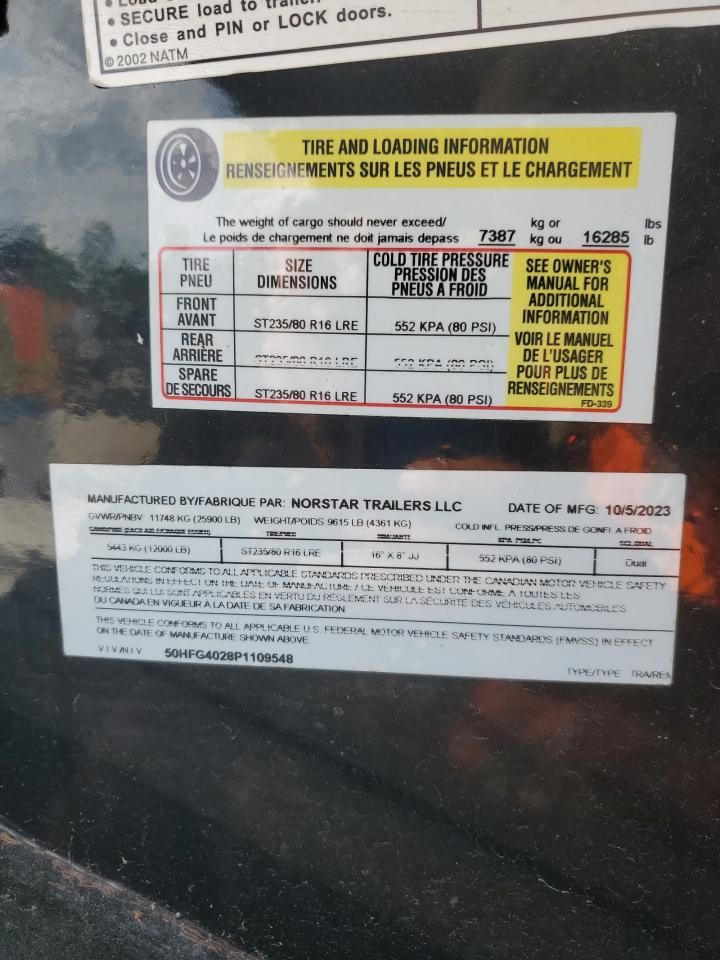 • SECURE load to trailer.
• Close and PIN or LOCK doors.
© 2002 NATM
TIRE AND LOADING INFORMATION
RENSEIGNEMENTS SUR LES PNEUS ET LE CHARGEMENT
The weight of cargo should never exceed/ kg or lbs
Le poids de chargement ne doit jamais depass 7387 kg ou 16285 lb
TIRE
PNEU
SIZE
DIMENSIONS
COLD TIRE PRESSURE
PRESSION DES
PNEUS A FROID
FRONT
AVANT
ST235/80 R16 LRE
552 KPA (80 PSI)
REAR
ARRIÈRE
ST235/80 R16 LRE
552 KPA (80 PSI)
SPARE
DE SECOURS
ST235/80 R16 LRE
552 KPA (80 PSI)
SEE OWNER'S
MANUAL FOR
ADDITIONAL
INFORMATION
VOIR LE MANUEL
DE L'USAGER
POUR PLUS DE
RENSEIGNEMENTS
FD-339
MANUFACTURED BY/FABRIQUE PAR: NORSTAR TRAILERS LLC DATE OF MFG: 10/5/2023
GVWR/PNBV 11748 KG (25900 LB) WEIGHT/POIDS 9615 LB (4361 KG) COLD INFL. PRESS/PRESS DE GONFL A FROID
5443 KG (12000 LB) ST235/80 R16 LRE 16" X 8" JJ 552 KPA (80 PSI) Dual
THIS VEHICLE CONFORMS TO ALL APPLICABLE STANDARDS PRESCRIBED UNDER THE CANADIAN MOTOR VEHICLE SAFETY
REGULATIONS IN EFFECT ON THE DATE OF MANUFACTURE / CE VEHICULE EST CONFORME A TOUTES LES
NORMES QUI LUI SONT APPLICABLES EN VERTU DU RÈGLEMENT SUR LA SÉCURITÉ DES VÉHICULES AUTOMOBILES
DU CANADA EN VIGUEUR À LA DATE DE SA FABRICATION
THIS VEHICLE CONFORMS TO ALL APPLICABLE U.S. FEDERAL MOTOR VEHICLE SAFETY STANDARDS (FMVSS) IN EFFECT
ON THE DATE OF MANUFACTURE SHOWN ABOVE
V I V /N I V 50HFG4028P1109548
TYPE/TYPE TRA/REM